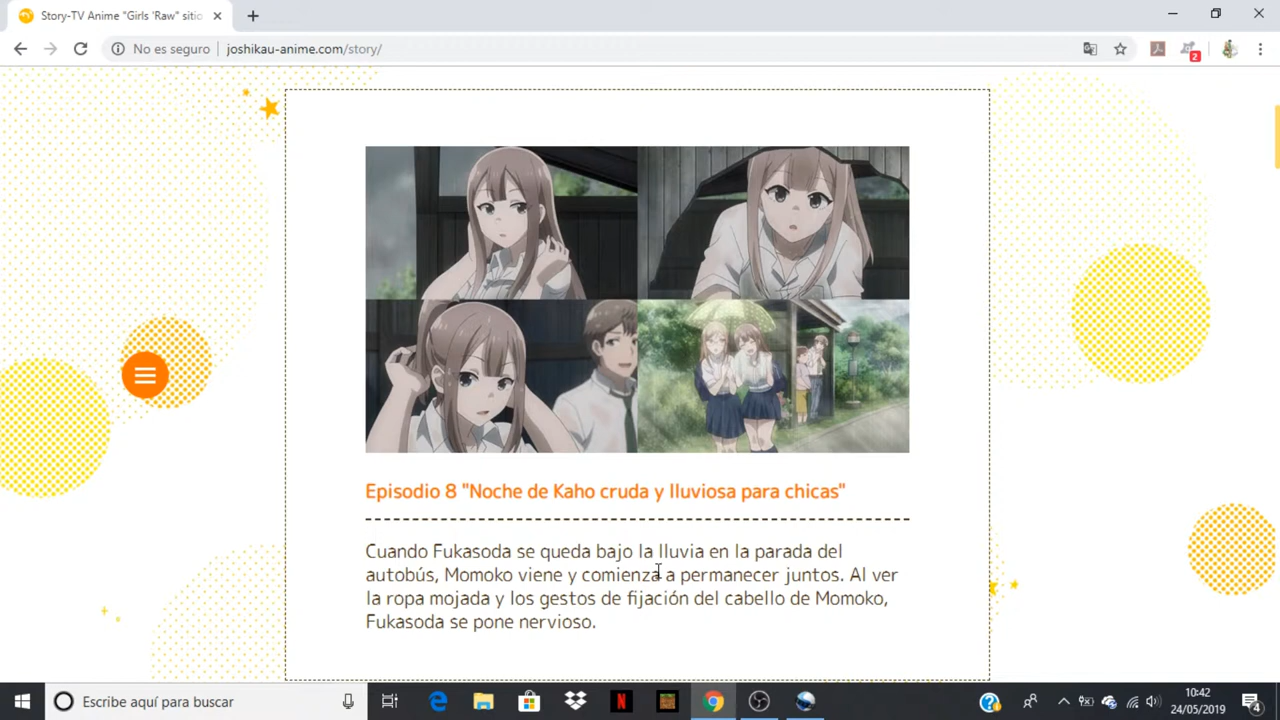 Story-TV Anime "Girls 'Raw" sitio
No es seguro
joshikau-anime.com/story/
2
Episodio 8 "Noche de Kaho cruda y lluviosa para chicas"
Cuando Fukasoda se queda bajo la lluvia en la parada del
autobús, Momoko viene y comienza a permanecer juntos. Al ver
la ropa mojada y los gestos de fijación del cabello de Momoko,
Fukasoda se pone nervioso.
Escribe aquí para buscar
10:42
24/05/2019
4